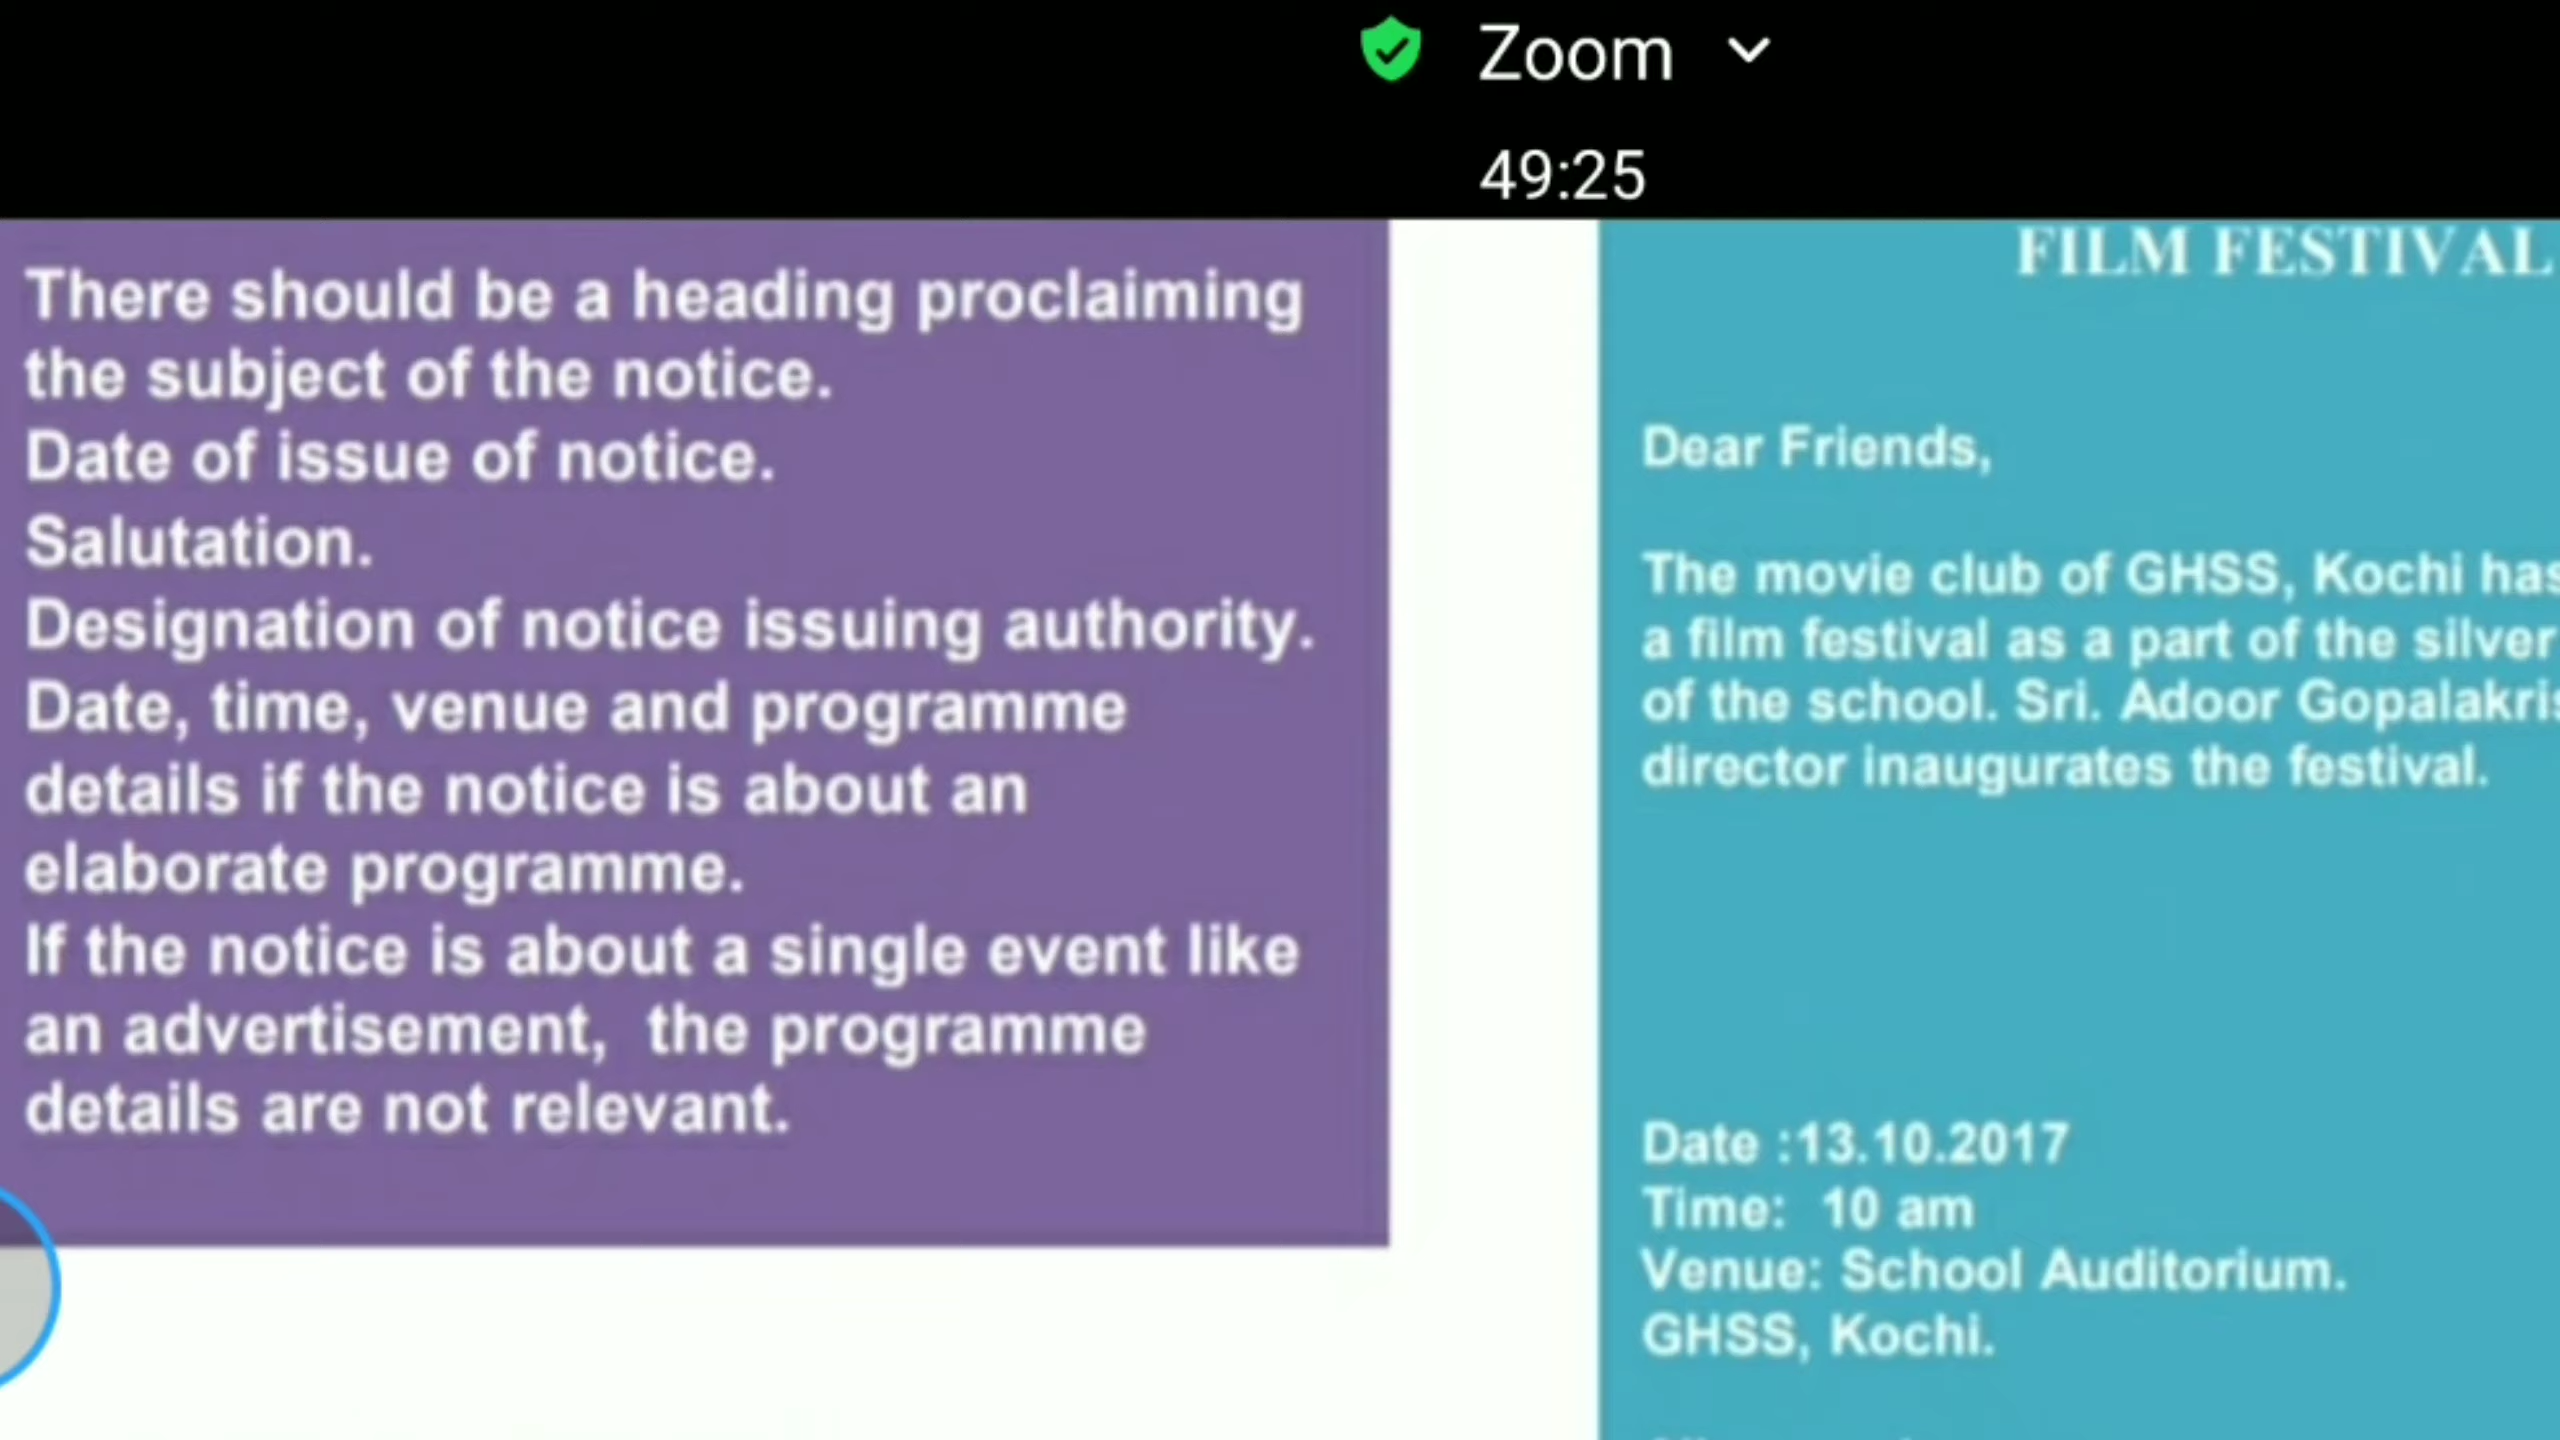 Zoom
49:25
There should be a heading proclaiming
the subject of the notice.
Date of issue of notice.
Salutation.
Designation of notice issuing authority.
Date, time, venue and programme
details if the notice is about an
elaborate programme.
If the notice is about a single event like
an advertisement,  the programme
details are not relevant.
FILM FESTIVAL
Dear Friends,
The movie club of GHSS, Kochi has
a film festival as a part of the silver
of the school. Sri. Adoor Gopalakris
director inaugurates the festival.
Date :13.10.2017
Time:  10 am
Venue: School Auditorium.
GHSS, Kochi.